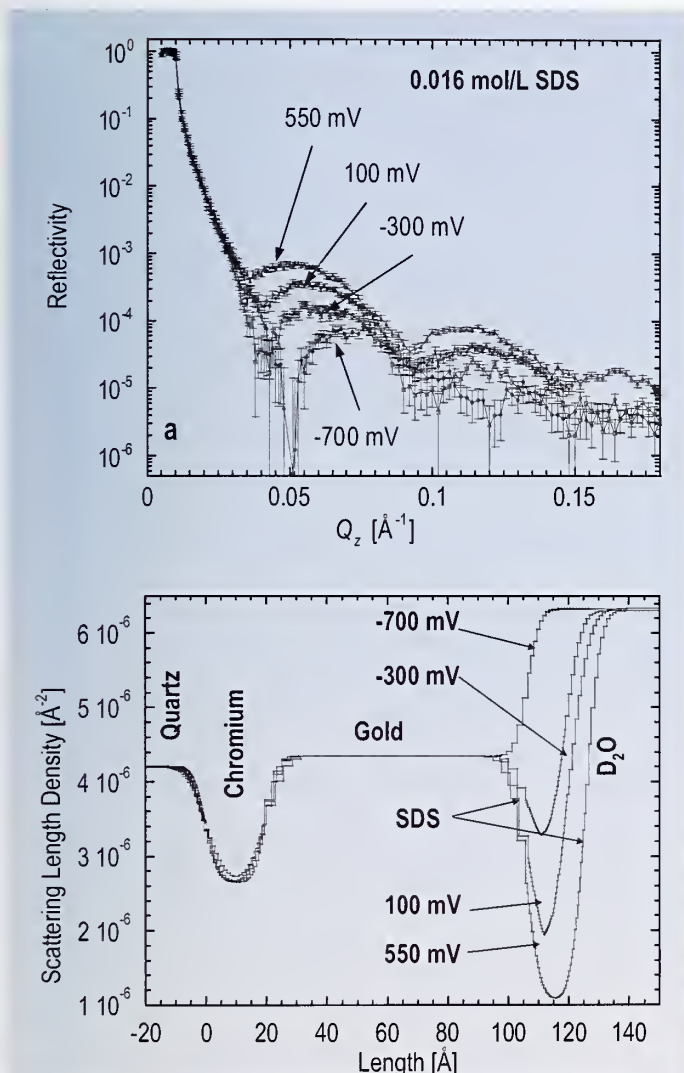 10⁰
0.016 mol/L SDS
550 mV
10⁻¹
100 mV
10⁻²
-300 mV
Reflectivity
10⁻³
10⁻⁴
10⁻⁵
-700 mV
a
10⁻⁶
0 0.05 0.1 0.15
Q_z [Å⁻¹]
6 10⁻⁶
-700 mV
-300 mV
5 10⁻⁶
Quartz
Chromium
Gold
D₂O
4 10⁻⁶
Scattering Length Density [Å⁻²]
SDS
3 10⁻⁶
100 mV
2 10⁻⁶
550 mV
1 10⁻⁶
-20 0 20 40 60 80 100 120 140
Length [Å]